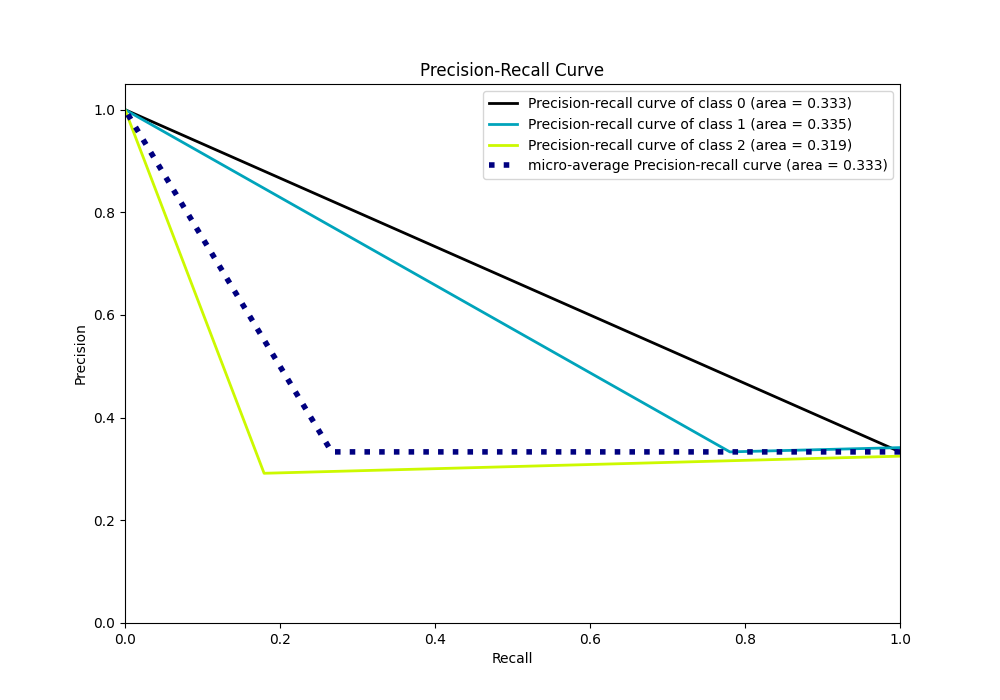 Precision-Recall Curve
Precision-recall curve of class 0 (area = 0.333)
Precision-recall curve of class 1 (area = 0.335)
Precision-recall curve of class 2 (area = 0.319)
micro-average Precision-recall curve (area = 0.333)
1.0
0.8
0.6
0.4
0.2
0.0
Precision
0.0 0.2 0.4 0.6 0.8 1.0
Recall